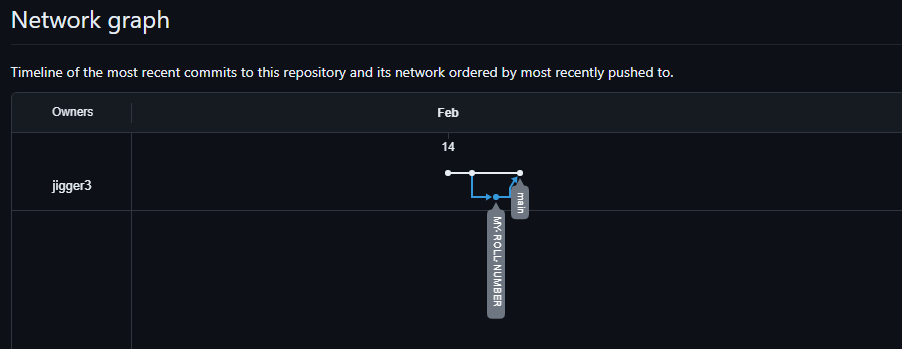 Network graph
Timeline of the most recent commits to this repository and its network ordered by most recently pushed to.
Owners
Feb
14
jigger3
main
MY-ROLL-NUMBER